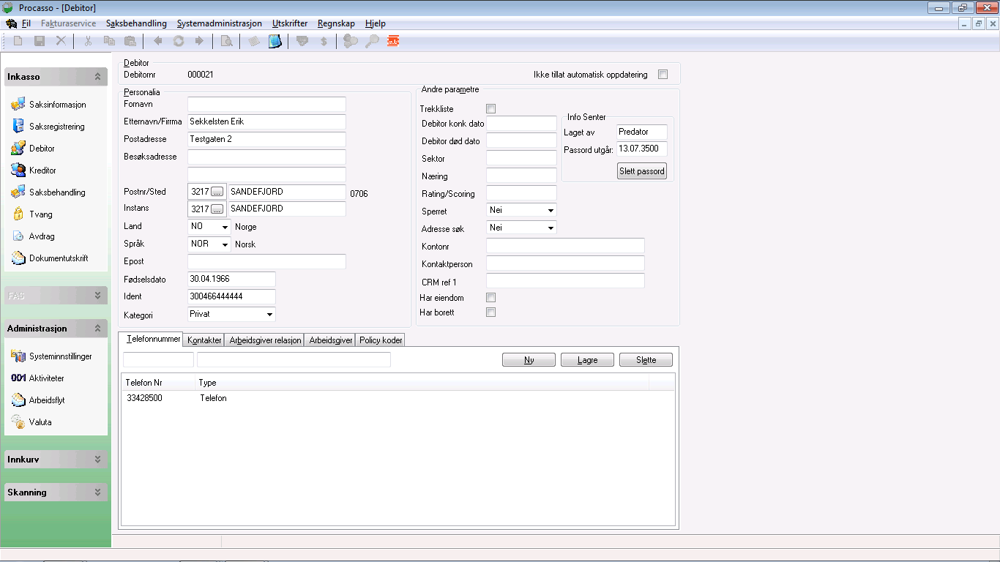 Procasso - [Debitor]
Fil Fakturaservice Saksbehandling Systemadministrasjon Utskrifter Regnskap Hjelp
Inkasso
Saksinformasjon
Saksregistrering
Debitor
Kreditor
Saksbehandling
Tvang
Avdrag
Dokumentutskrift
FAS
Administrasjon
Systeminnstillinger
001 Aktiviteter
Arbeidsflyt
Valuta
Innkurv
Skanning
Debitor
Debitornr 000021 Ikke tillat automatisk oppdatering
Personalia
Fornavn
Etternavn/Firma Sekkelsten Erik
Postadresse Testgaten 2
Besøksadresse
Postnr/Sted 3217 ... SANDEFJORD 0706
Instans 3217 ... SANDEFJORD
Land NO Norge
Språk NOR Norsk
Epost
Fødselsdato 30.04.1966
Ident 300466444444
Kategori Privat
Andre parametre
Trekkliste
Debitor konk dato
Debitor død dato
Sektor
Næring
Rating/Scoring
Sperret Nei
Adresse søk Nei
Kontonr
Kontaktperson
CRM ref 1
Har eiendom
Har borett
Info Senter
Laget av Predator
Passord utgår: 13.07.3500
Slett passord
Telefonnummer Kontakter Arbeidsgiver relasjon Arbeidsgiver Policy koder
Ny Lagre Slette
Telefon Nr Type
33428500 Telefon